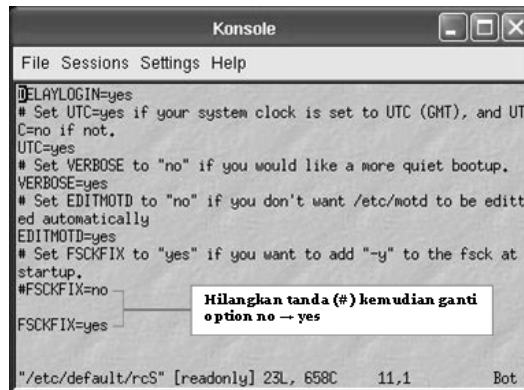 Konsole
File Sessions Settings Help
DELAYLOGIN=yes
# Set UTC=yes if your system clock is set to UTC (GMT), and UT
C=no if not.
UTC=yes
# Set VERBOSE to "no" if you would like a more quiet bootup.
VERBOSE=yes
# Set EDITMOTD to "no" if you don't want /etc/motd to be editt
ed automatically
EDITMOTD=yes
# Set FSCKFIX to "yes" if you want to add "-y" to the fsck at
startup.
#FSCKFIX=no
Hilangkan tanda (#) kemudian ganti
option no → yes
FSCKFIX=yes
"/etc/default/rcS" [readonly] 23L, 658C 11,1 Bot